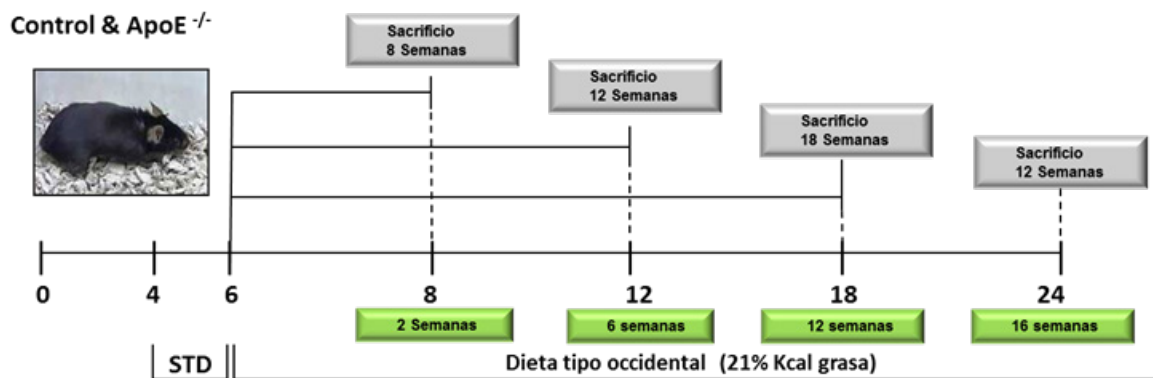 Control & ApoE -/-
Sacrificio
8 Semanas
Sacrificio
12 Semanas
Sacrificio
18 Semanas
Sacrificio
12 Semanas
0 4 6 8 12 18 24
2 Semanas 6 semanas 12 semanas 16 semanas
STD Dieta tipo occidental (21% Kcal grasa)